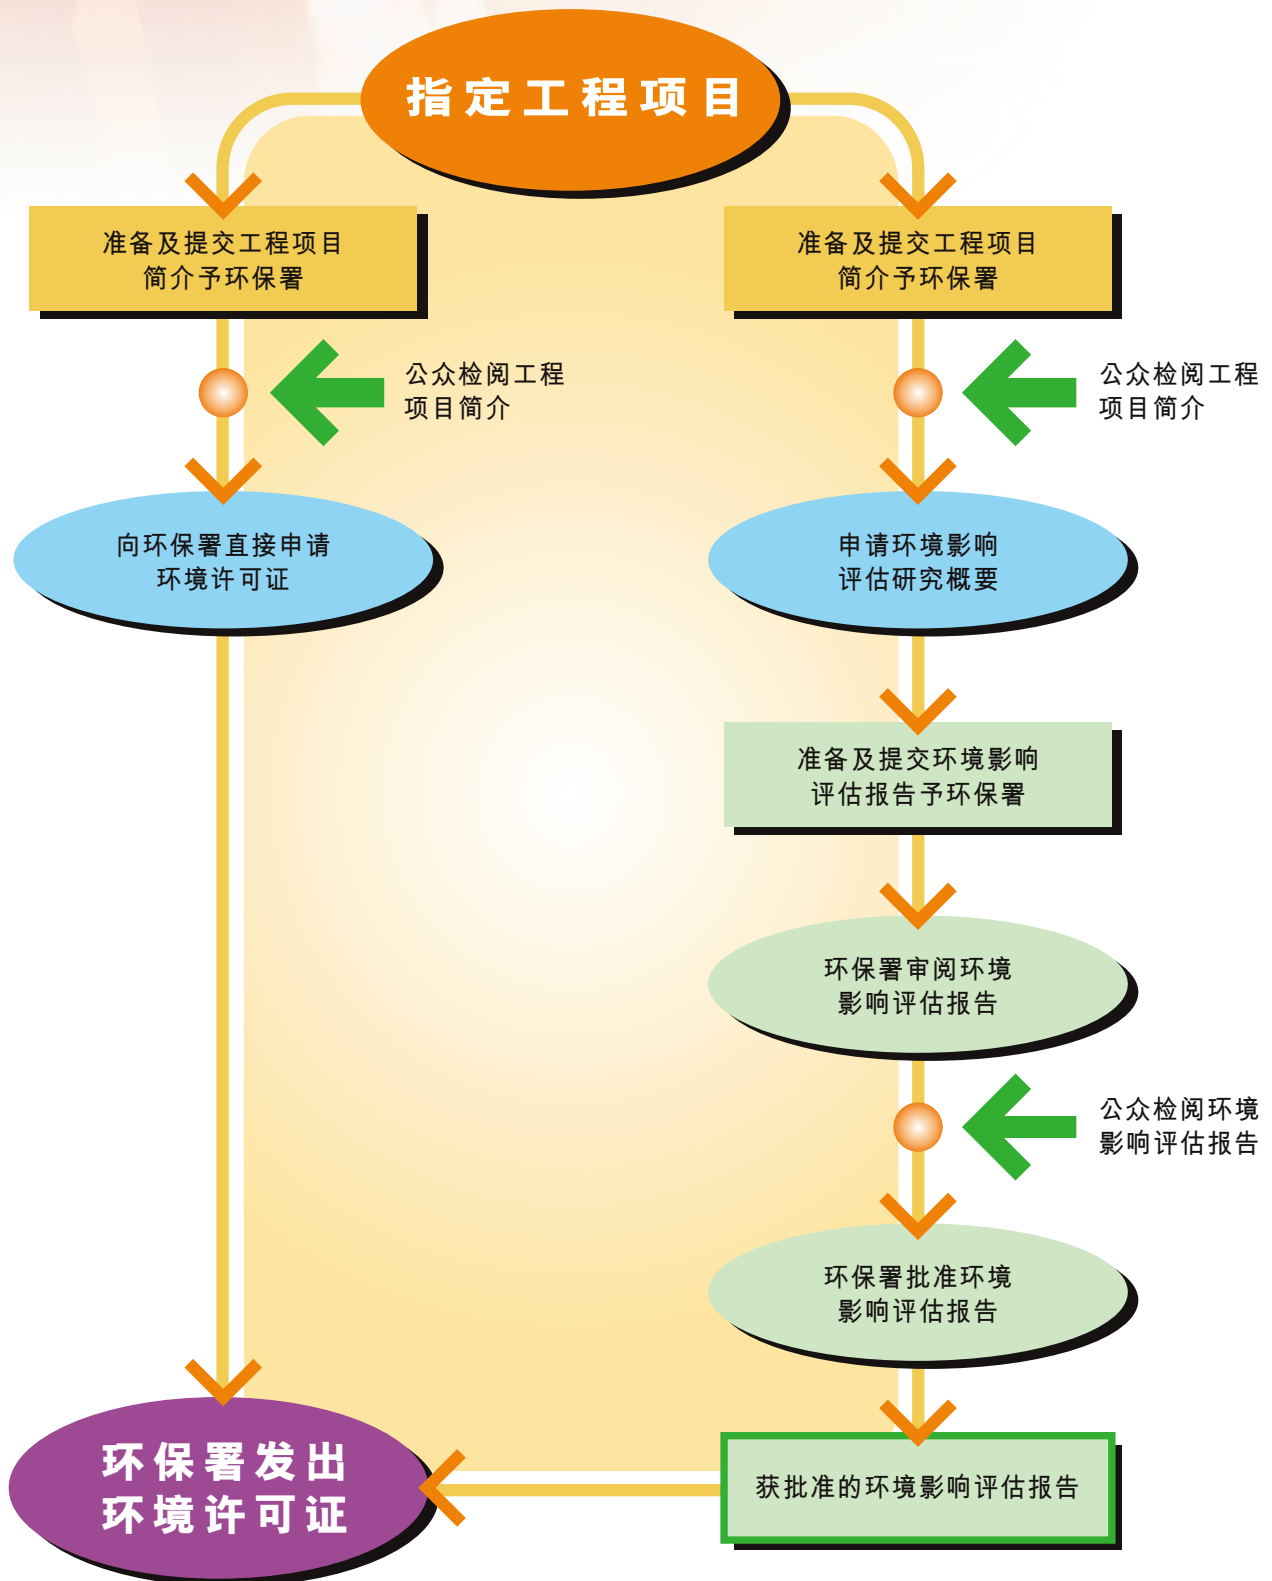 指定工程项目
准备及提交工程项目
简介予环保署
公众检阅工程
项目简介
向环保署直接申请
环境许可证
准备及提交工程项目
简介予环保署
公众检阅工程
项目简介
申请环境影响
评估研究概要
准备及提交环境影响
评估报告予环保署
环保署审阅环境
影响评估报告
公众检阅环境
影响评估报告
环保署批准环境
影响评估报告
获批准的环境影响评估报告
环保署发出
环境许可证